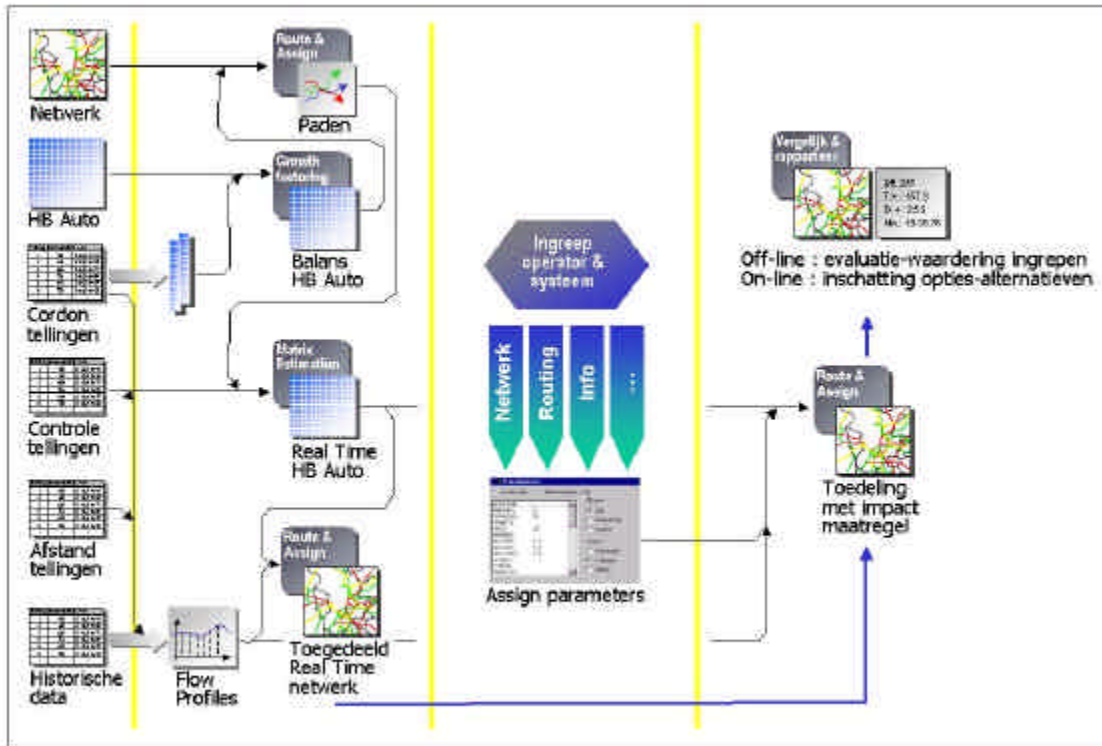 Netwerk
HB Auto
Cordon
tellingen
Controle
tellingen
Afstand
tellingen
Historische
data
Route &
Assign
Paden
Growth
factoring
Balans
HB Auto
Matrix
Estimation
Real Time
HB Auto
Route &
Assign
Toegedeeld
Real Time
netwerk
Flow
Profiles
Ingreep
operator &
systeem
Netwerk
Routing
Info
...
Assign parameters
Vergelijk &
Off-line : evaluatie-waardering ingrepen
On-line : inschatting opties-alternatieven
Route &
Assign
Toedeling
met impact
maatregel